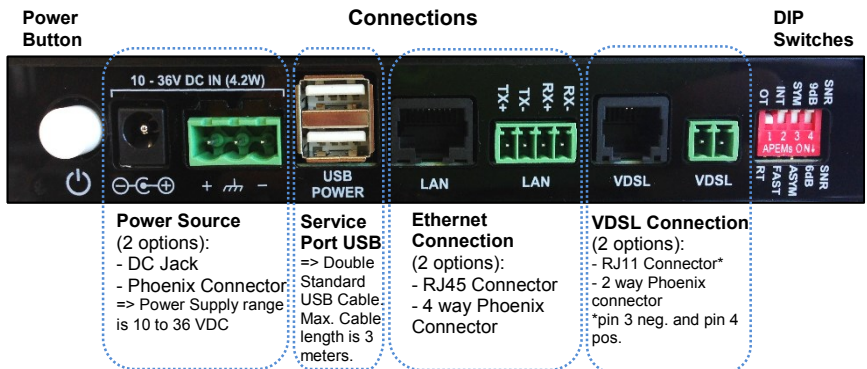 Power
Button
Connections
DIP
Switches
10 - 36V DC IN (4.2W)
+ -
USB
POWER
LAN
TX+
TX-
RX+
RX-
LAN
VDSL
VDSL
OT
INT
SYM
9dB
SNR
1 2 3 4
APEMs ON↓
RT
FAST
ASYM
6dB
SNR
Power Source
(2 options):
- DC Jack
- Phoenix Connector
=> Power Supply range
is 10 to 36 VDC
Service
Port USB
=> Double
Standard
USB Cable.
Max. Cable
length is 3
meters.
Ethernet
Connection
(2 options):
- RJ45 Connector
- 4 way Phoenix
Connector
VDSL Connection
(2 options):
- RJ11 Connector*
- 2 way Phoenix
connector
*pin 3 neg. and pin 4
pos.